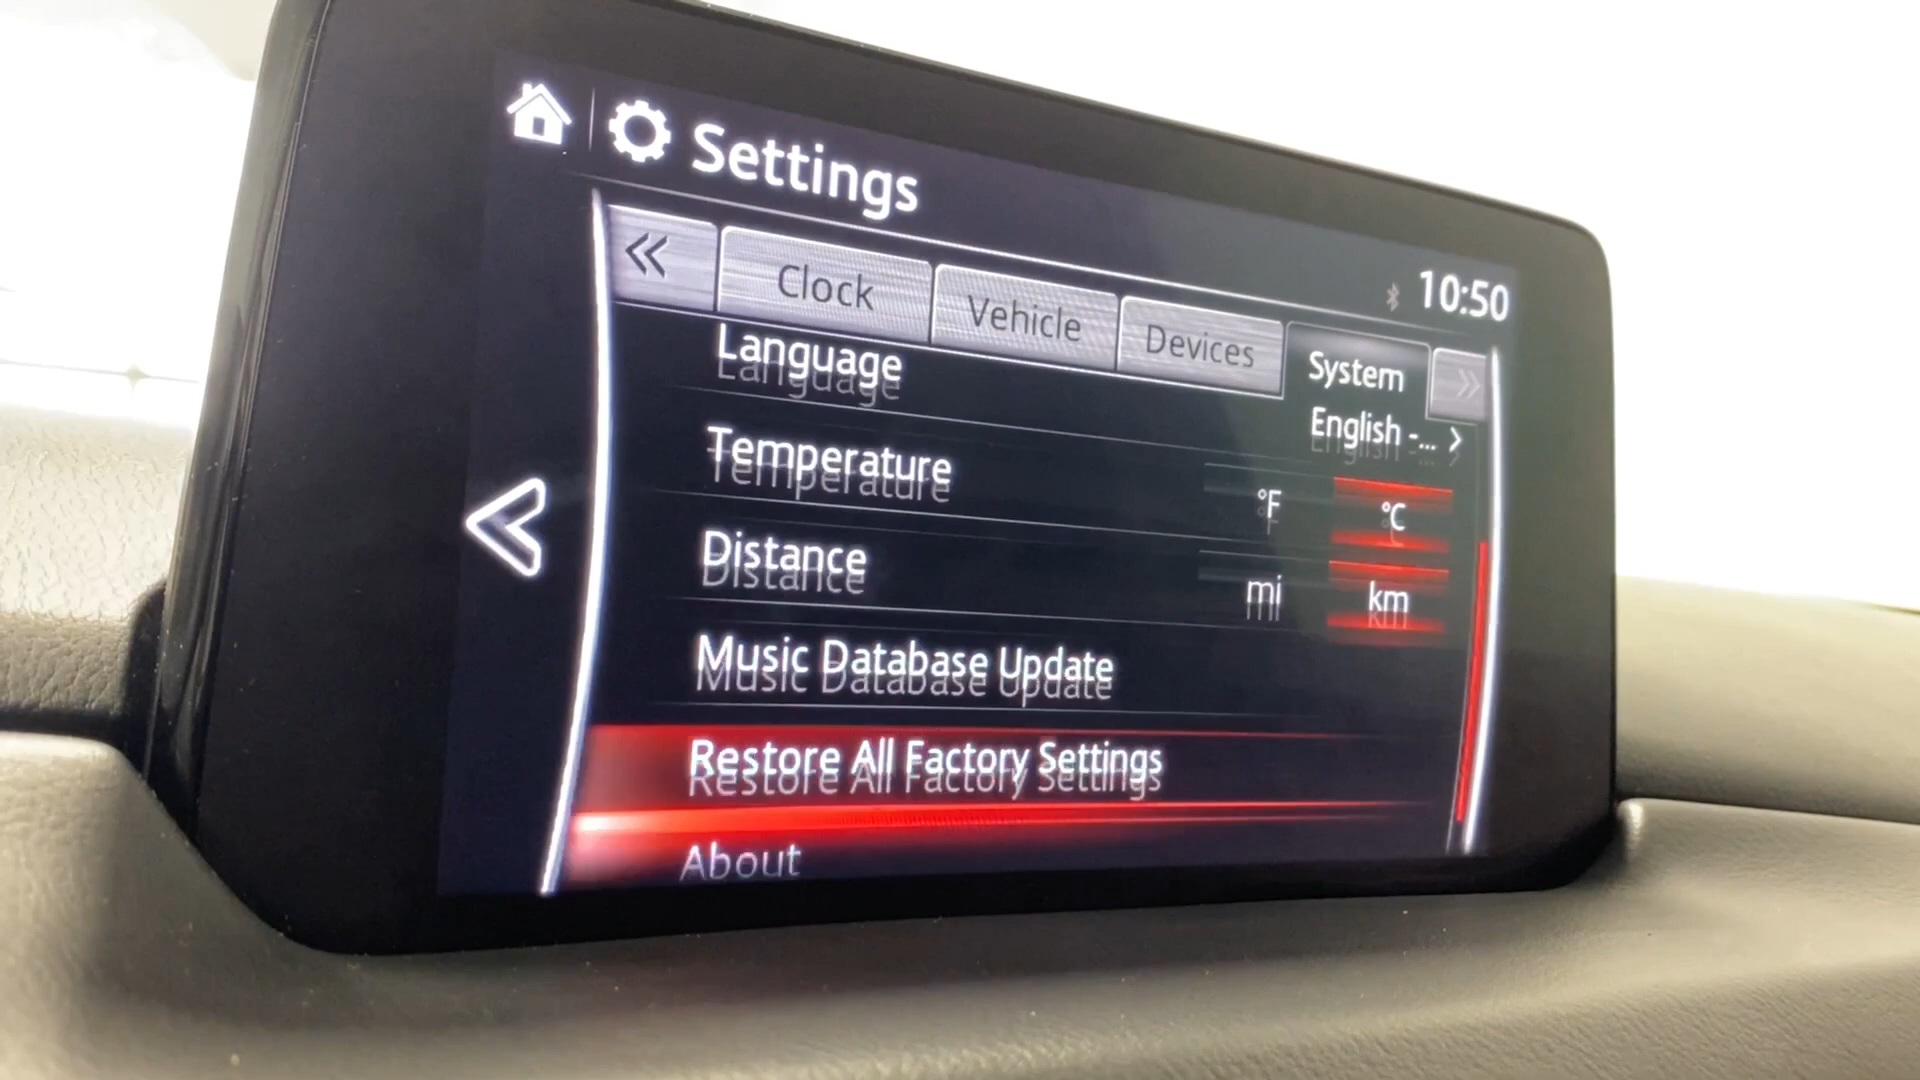 Settings
10:50
« Clock Vehicle Devices System »
Language English -... >
Temperature °F °C
Distance mi km
Music Database Update
Restore All Factory Settings
About